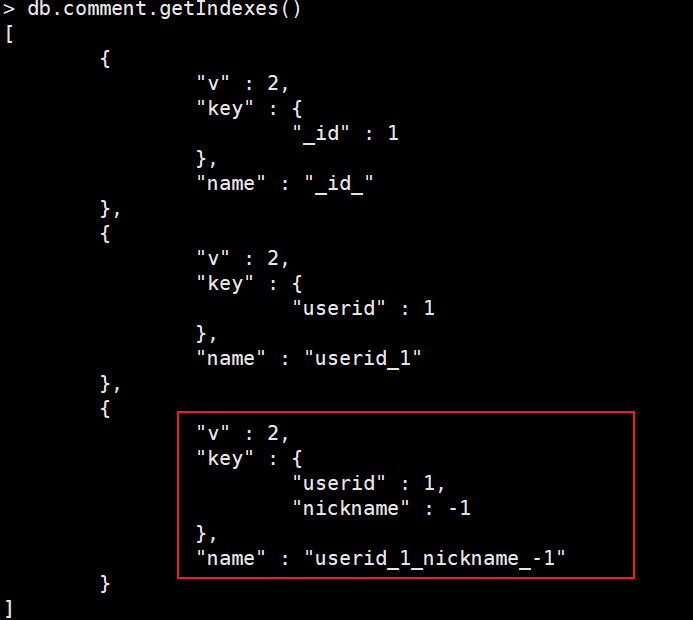 > db.comment.getIndexes()
[
        {
                "v" : 2,
                "key" : {
                        "_id" : 1
                },
                "name" : "_id_"
        },
        {
                "v" : 2,
                "key" : {
                        "userid" : 1
                },
                "name" : "userid_1"
        },
        {
                "v" : 2,
                "key" : {
                        "userid" : 1,
                        "nickname" : -1
                },
                "name" : "userid_1_nickname_-1"
        }
]